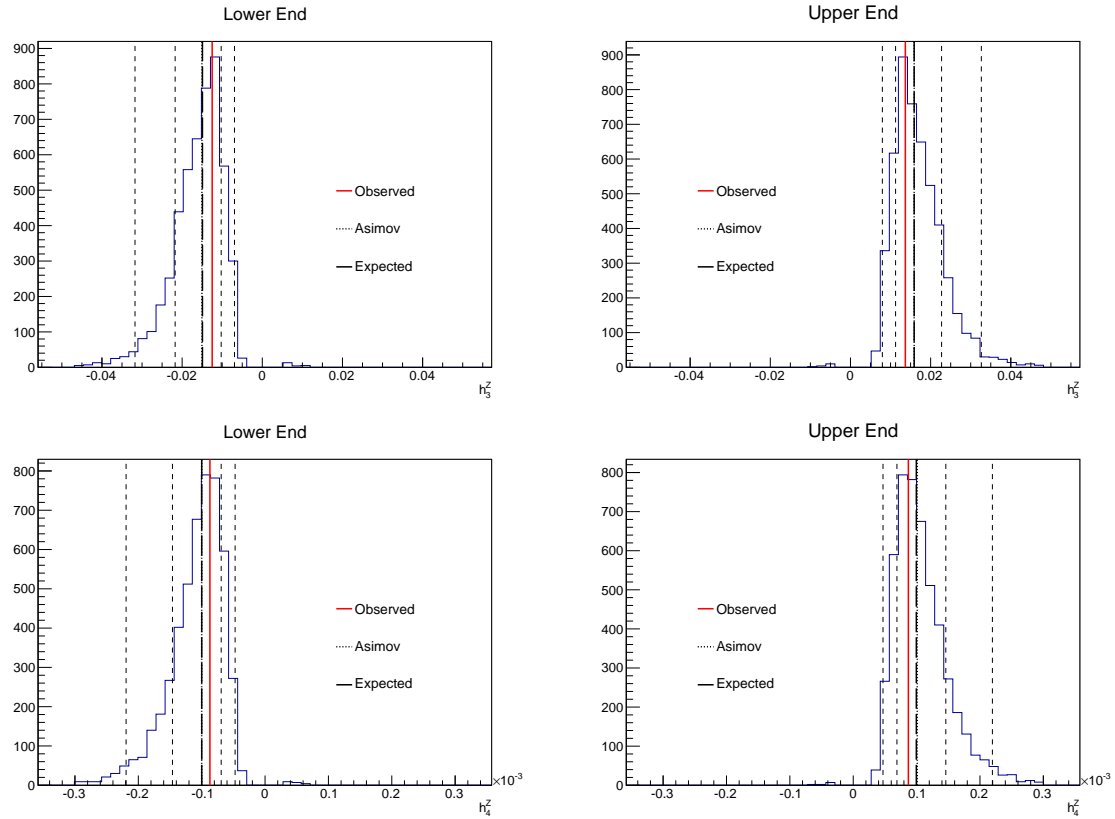 Lower End
900
800
700
600
500
400
300
200
100
0
-0.04 -0.02 0 0.02 0.04
h₃ᶻ
Observed
Asimov
Expected
Upper End
900
800
700
600
500
400
300
200
100
0
-0.04 -0.02 0 0.02 0.04
h₃ᶻ
Observed
Asimov
Expected
Lower End
800
700
600
500
400
300
200
100
0
-0.3 -0.2 -0.1 0 0.1 0.2 0.3
×10⁻³
h₄ᶻ
Observed
Asimov
Expected
Upper End
800
700
600
500
400
300
200
100
0
-0.3 -0.2 -0.1 0 0.1 0.2 0.3
×10⁻³
h₄ᶻ
Observed
Asimov
Expected